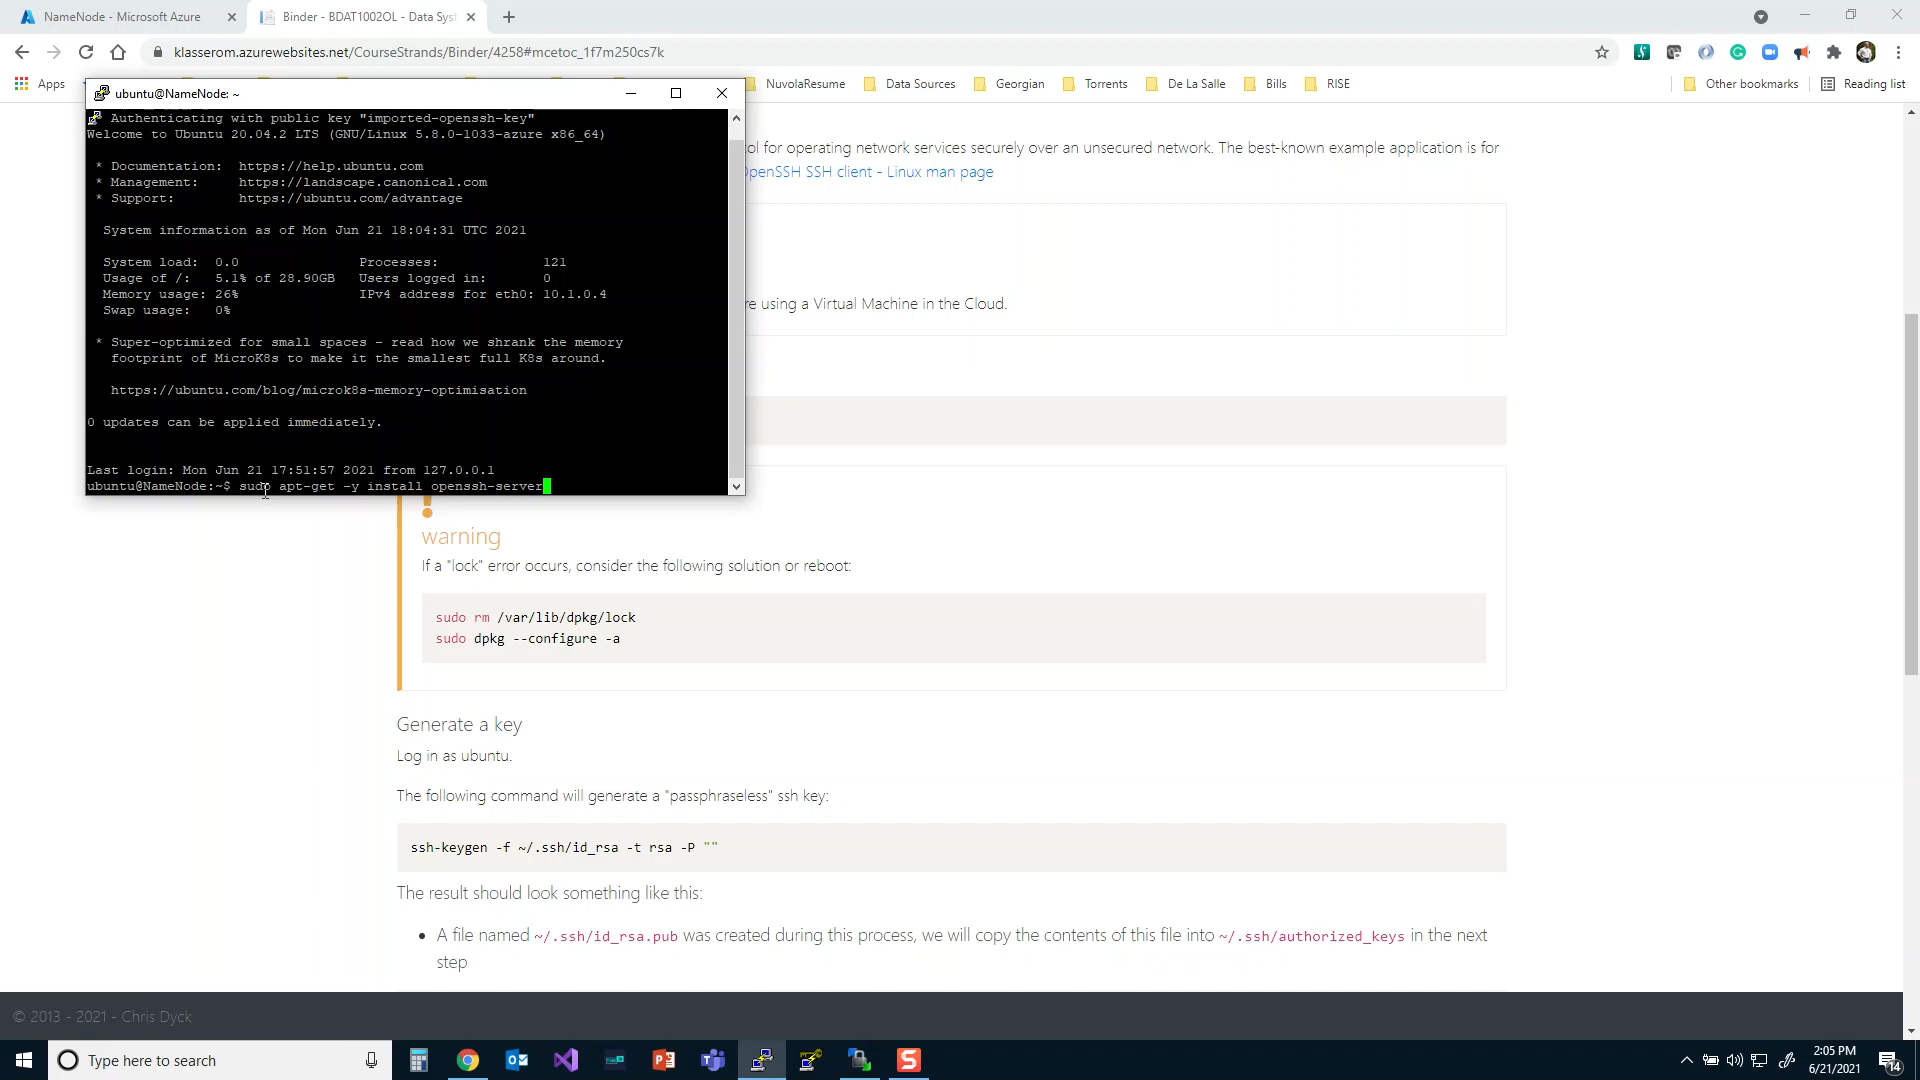 NameNode - Microsoft Azure
Binder - BDAT1002OL - Data Sys
klasserom.azurewebsites.net/CourseStrands/Binder/4258#mcetoc_1f7m250cs7k
Apps
NuvolaResume
Data Sources
Georgian
Torrents
De La Salle
Bills
RISE
Other bookmarks
Reading list
ubuntu@NameNode: ~
Authenticating with public key "imported-openssh-key"
Welcome to Ubuntu 20.04.2 LTS (GNU/Linux 5.8.0-1033-azure x86_64)
* Documentation: https://help.ubuntu.com
* Management: https://landscape.canonical.com
* Support: https://ubuntu.com/advantage
System information as of Mon Jun 21 18:04:31 UTC 2021
System load: 0.0 Processes: 121
Usage of /: 5.1% of 28.90GB Users logged in: 0
Memory usage: 26% IPv4 address for eth0: 10.1.0.4
Swap usage: 0%
* Super-optimized for small spaces - read how we shrank the memory
footprint of MicroK8s to make it the smallest full K8s around.
https://ubuntu.com/blog/microk8s-memory-optimisation
0 updates can be applied immediately.
Last login: Mon Jun 21 17:51:57 2021 from 127.0.0.1
ubuntu@NameNode:~$ sudo apt-get -y install openssh-server
col for operating network services securely over an unsecured network. The best-known example application is for
OpenSSH SSH client - Linux man page
re using a Virtual Machine in the Cloud.
warning
If a "lock" error occurs, consider the following solution or reboot:
sudo rm /var/lib/dpkg/lock
sudo dpkg --configure -a
Generate a key
Log in as ubuntu.
The following command will generate a "passphraseless" ssh key:
ssh-keygen -f ~/.ssh/id_rsa -t rsa -P ""
The result should look something like this:
• A file named ~/.ssh/id_rsa.pub was created during this process, we will copy the contents of this file into ~/.ssh/authorized_keys in the next
step
© 2013 - 2021 - Chris Dyck
Type here to search
2:05 PM
6/21/2021
14